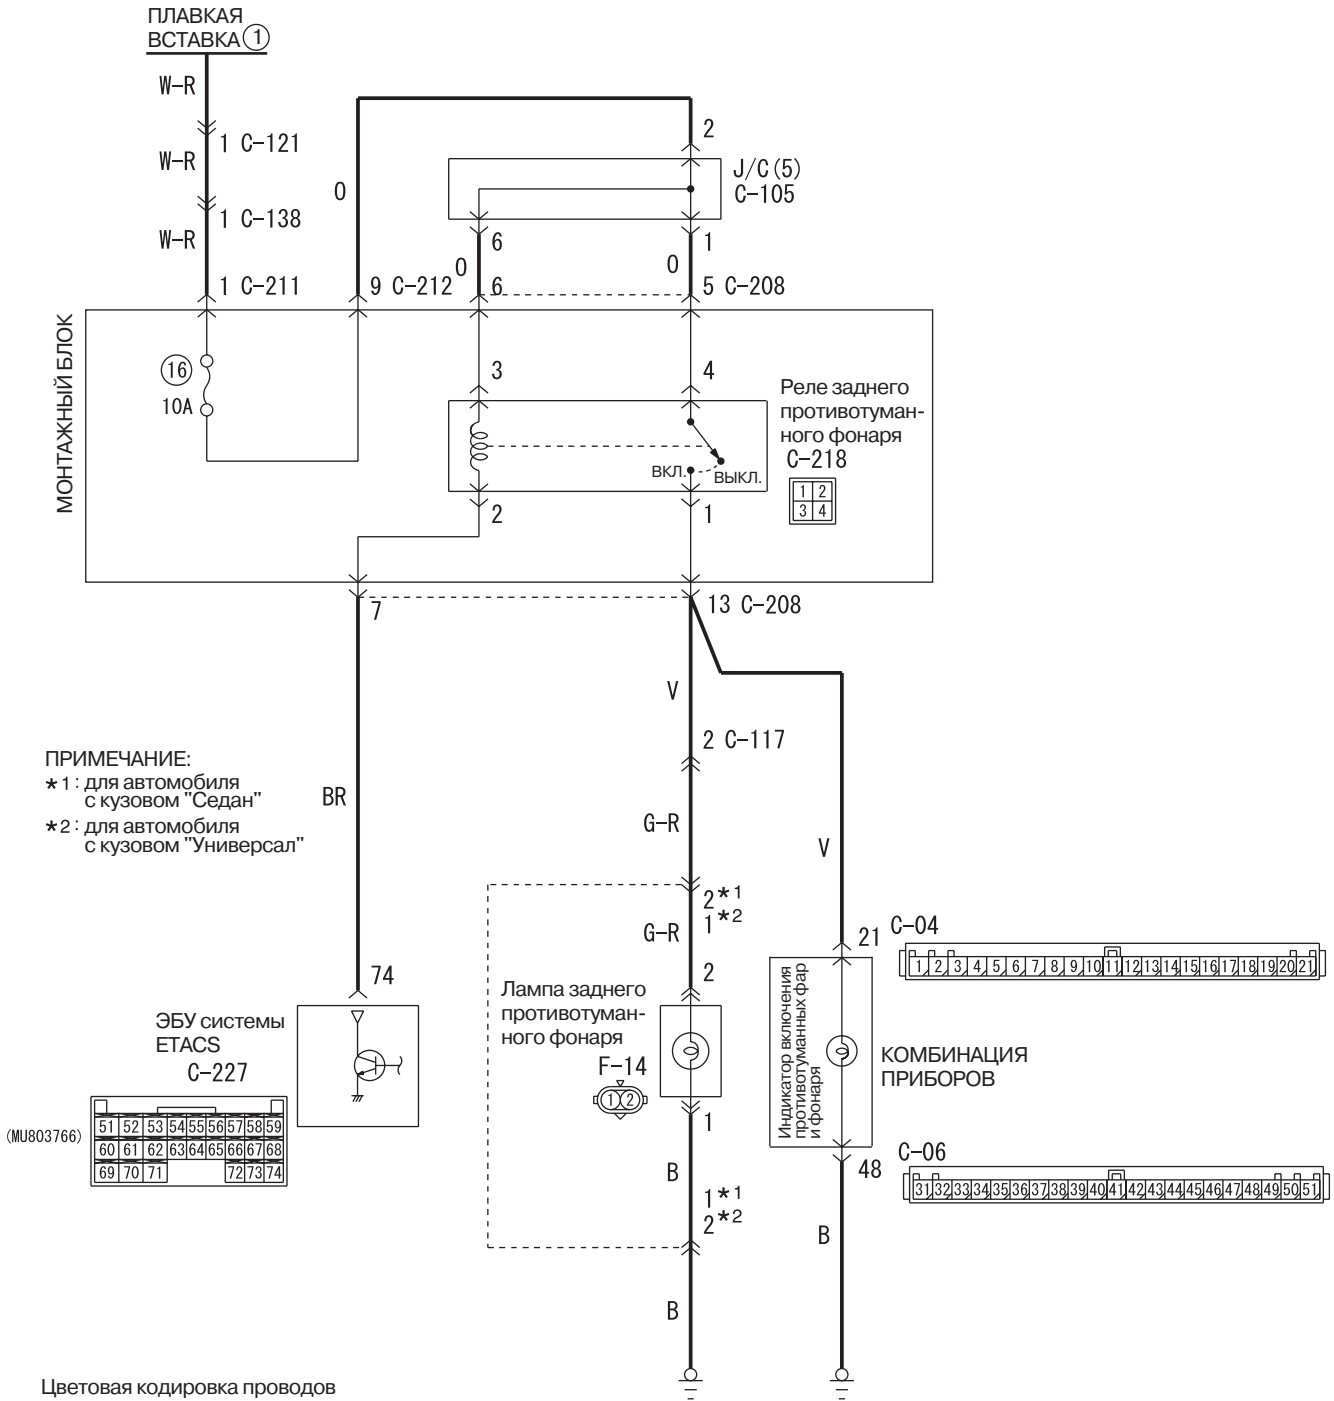 ПЛАВКАЯ
ВСТАВКА 1
W-R
1 C-121
W-R
1 C-138
W-R
1 C-211
O
9 C-212
2
J/C (5)
C-105
6
1
O
O
6
5 C-208
МОНТАЖНЫЙ БЛОК
16
10A
3
4
Реле заднего
противотуман-
ного фонаря
C-218
1 2
3 4
ВКЛ.
ВЫКЛ.
2
1
7
13 C-208
V
2 C-117
ПРИМЕЧАНИЕ:
*1: для автомобиля
с кузовом "Седан"
*2: для автомобиля
с кузовом "Универсал"
BR
G-R
V
2*1
1*2
G-R
21
C-04
1 2 3 4 5 6 7 8 9 10 11 12 13 14 15 16 17 18 19 20 21
74
2
Лампа заднего
противотуман-
ного фонаря
F-14
1 2
ЭБУ системы
ETACS
C-227
(MU803766)
51 52 53 54 55 56 57 58 59
60 61 62 63 64 65 66 67 68
69 70 71 72 73 74
Индикатор включения
противотуманных фар
и фонаря
КОМБИНАЦИЯ
ПРИБОРОВ
1
B
48
C-06
31 32 33 34 35 36 37 38 39 40 41 42 43 44 45 46 47 48 49 50 51
1*1
2*2
B
B
Цветовая кодировка проводов